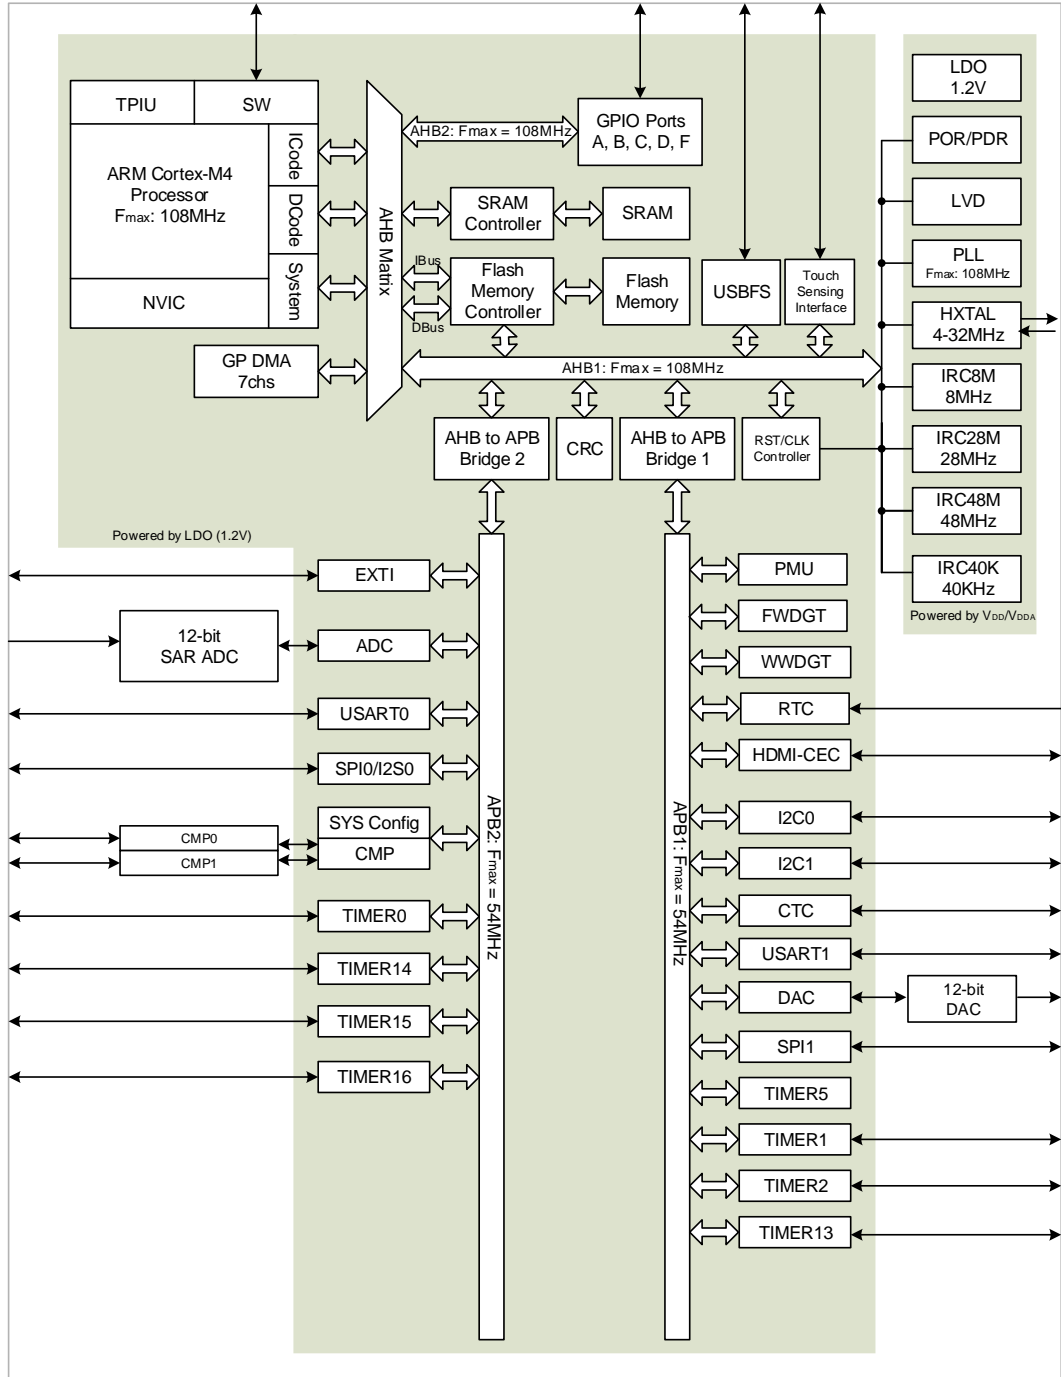 TPIU
SW
ARM Cortex-M4
Processor
Fmax: 108MHz
ICode
DCode
System
NVIC
GP DMA
7chs
AHB Matrix
AHB2: Fmax = 108MHz
GPIO Ports
A, B, C, D, F
SRAM
Controller
SRAM
IBus
DBus
Flash
Memory
Controller
Flash
Memory
USBFS
Touch
Sensing
Interface
AHB1: Fmax = 108MHz
AHB to APB
Bridge 2
CRC
AHB to APB
Bridge 1
RST/CLK
Controller
LDO
1.2V
POR/PDR
LVD
PLL
Fmax: 108MHz
HXTAL
4-32MHz
IRC8M
8MHz
IRC28M
28MHz
IRC48M
48MHz
IRC40K
40KHz
Powered by VDD/VDDA
Powered by LDO (1.2V)
EXTI
12-bit
SAR ADC
ADC
USART0
SPI0/I2S0
SYS Config
CMP
CMP0
CMP1
TIMER0
TIMER14
TIMER15
TIMER16
APB2: Fmax = 54MHz
APB1: Fmax = 54MHz
PMU
FWDGT
WWDGT
RTC
HDMI-CEC
I2C0
I2C1
CTC
USART1
DAC
12-bit
DAC
SPI1
TIMER5
TIMER1
TIMER2
TIMER13